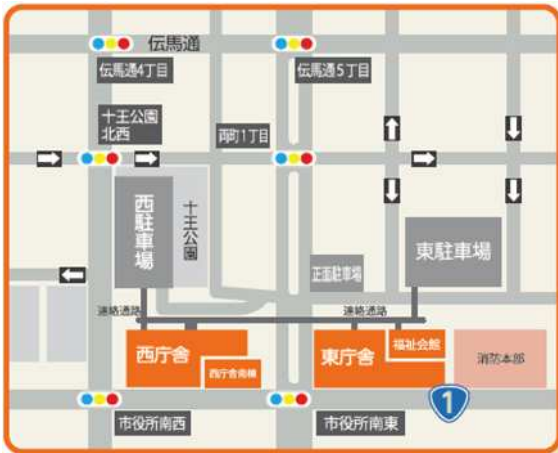 伝馬通
伝馬通4丁目
伝馬通5丁目
十王公園
北西
両町1丁目
西駐車場
十王公園
正面駐車場
東駐車場
連絡通路
連絡通路
西庁舎
西庁舎南棟
東庁舎
福祉会館
消防本部
市役所南西
市役所南東
1